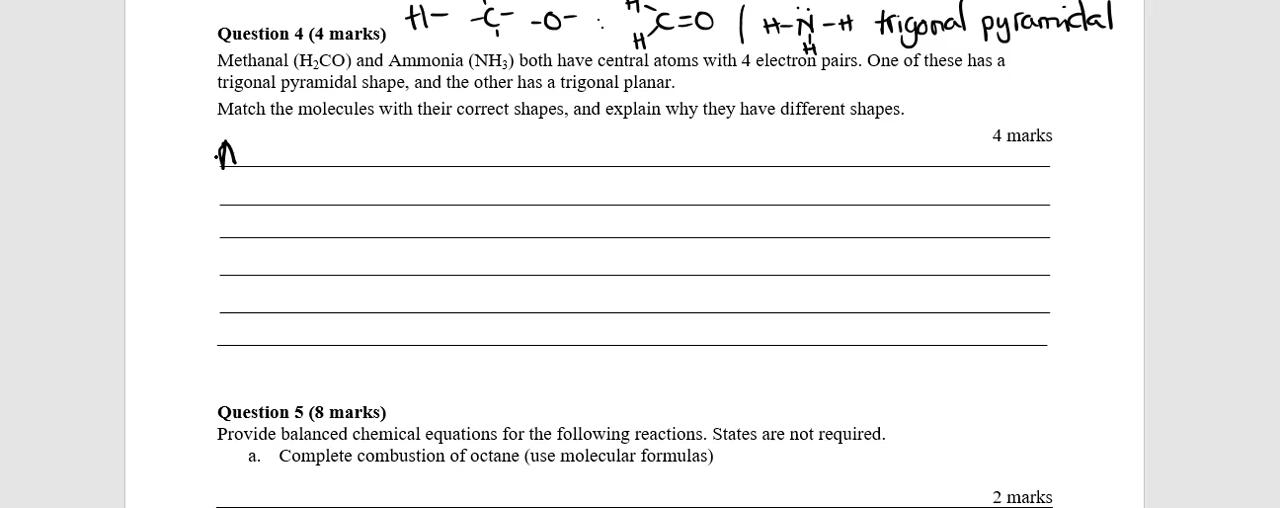 H- -C- -O- : H C=O | H-N-H trigonal pyramidal
H H
Question 4 (4 marks)
Methanal (H₂CO) and Ammonia (NH₃) both have central atoms with 4 electron pairs. One of these has a
trigonal pyramidal shape, and the other has a trigonal planar.
Match the molecules with their correct shapes, and explain why they have different shapes.
4 marks
Question 5 (8 marks)
Provide balanced chemical equations for the following reactions. States are not required.
a. Complete combustion of octane (use molecular formulas)
2 marks